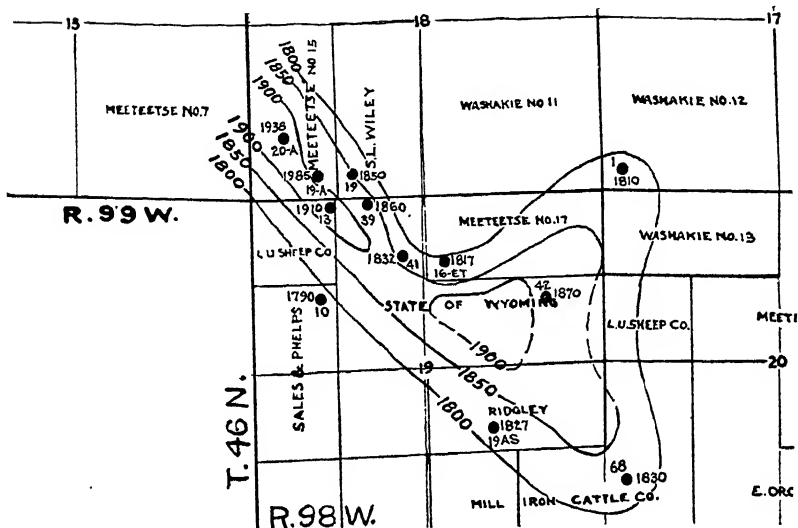 13 18 17
MEETEETSE NO.7
MEETEETSE NO 15
S.L. WILEY
WASHAKIE NO.11
WASHAKIE NO.12
1800
1850
1900
1938
20-A
1985
19-A
1850
19
1
1810
1900
1850
1800
R.99 W.
1910
13
1860
39
MEETEETSE NO.17
WASHAKIE NO.13
L.U SHEEP CO
1832
41
1817
16-ET
1790
10
STATE OF WYOMING
42
1870
L.U. SHEEP CO.
SALES & PHELPS
T. 46 N.
19
1900
20
1850
1800
RIDGLEY
1827
19AS
68
1830
MILL IRON CATTLE CO.
R.98 W.